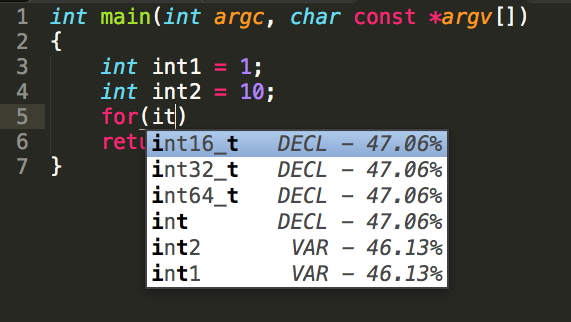 1 int main(int argc, char const *argv[])
2 {
3     int int1 = 1;
4     int int2 = 10;
5     for(it)
6     retu
7 }
int16_t DECL - 47.06%
int32_t DECL - 47.06%
int64_t DECL - 47.06%
int DECL - 47.06%
int2 VAR - 46.13%
int1 VAR - 46.13%